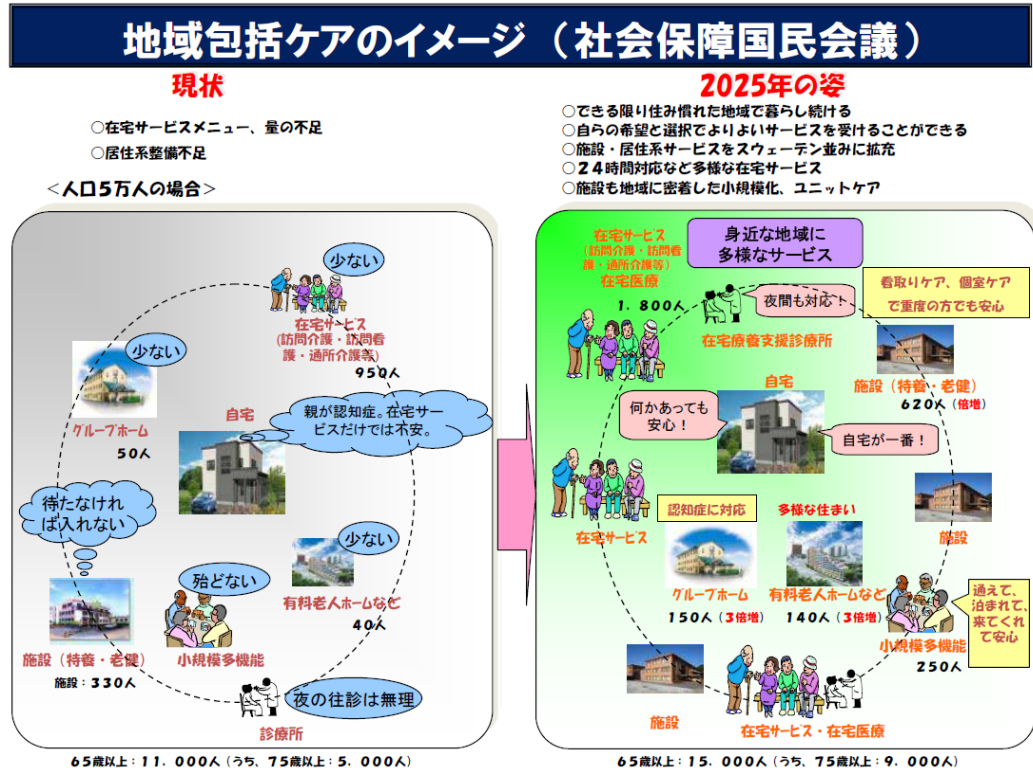 地域包括ケアのイメージ（社会保障国民会議）
現状
○在宅サービスメニュー、量の不足
○居住系整備不足
＜人口５万人の場合＞
少ない
在宅サービス
(訪問介護・訪問看
護・通所介護等)
950人
少ない
グループホーム
50人
自宅
親が認知症。在宅サー
ビスだけでは不安。
待たなけれ
ば入れない
施設（特養・老健）
施設：330人
殆どない
小規模多機能
少ない
有料老人ホームなど
40人
夜の往診は無理
診療所
65歳以上：11，000人（うち、75歳以上：5，000人）
2025年の姿
○できる限り住み慣れた地域で暮らし続ける
○自らの希望と選択でよりよいサービスを受けることができる
○施設・居住系サービスをスウェーデン並みに拡充
○２４時間対応など多様な在宅サービス
○施設も地域に密着した小規模化、ユニットケア
在宅サービス
(訪問介護・訪問看
護・通所介護等)
在宅医療
1．800人
身近な地域に
多様なサービス
夜間も対応！
在宅療養支援診療所
看取りケア、個室ケア
で重度の方でも安心
施設（特養・老健）
620人（倍増）
自宅
何かあっても
安心！
自宅が一番！
在宅サービス
認知症に対応
グループホーム
150人（3倍増）
多様な住まい
有料老人ホームなど
140人（3倍増）
施設
通えて、
泊まれて、
来てくれ
て安心
小規模多機能
250人
施設
在宅サービス・在宅医療
65歳以上：15，000人（うち、75歳以上：9，000人）